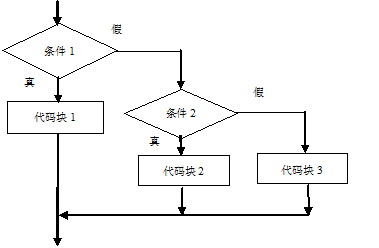 假
条件 1
真
假
代码块 1
条件 2
真
代码块 2
代码块 3